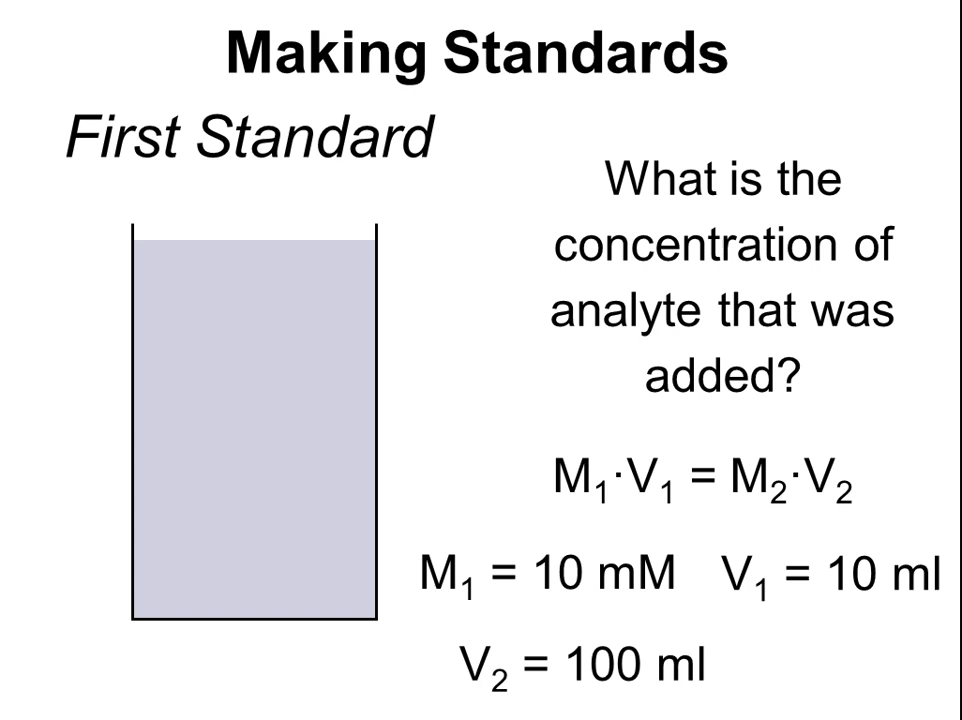 Making Standards
First Standard
What is the
concentration of
analyte that was
added?
M₁·V₁ = M₂·V₂
M₁ = 10 mM V₁ = 10 ml
V₂ = 100 ml